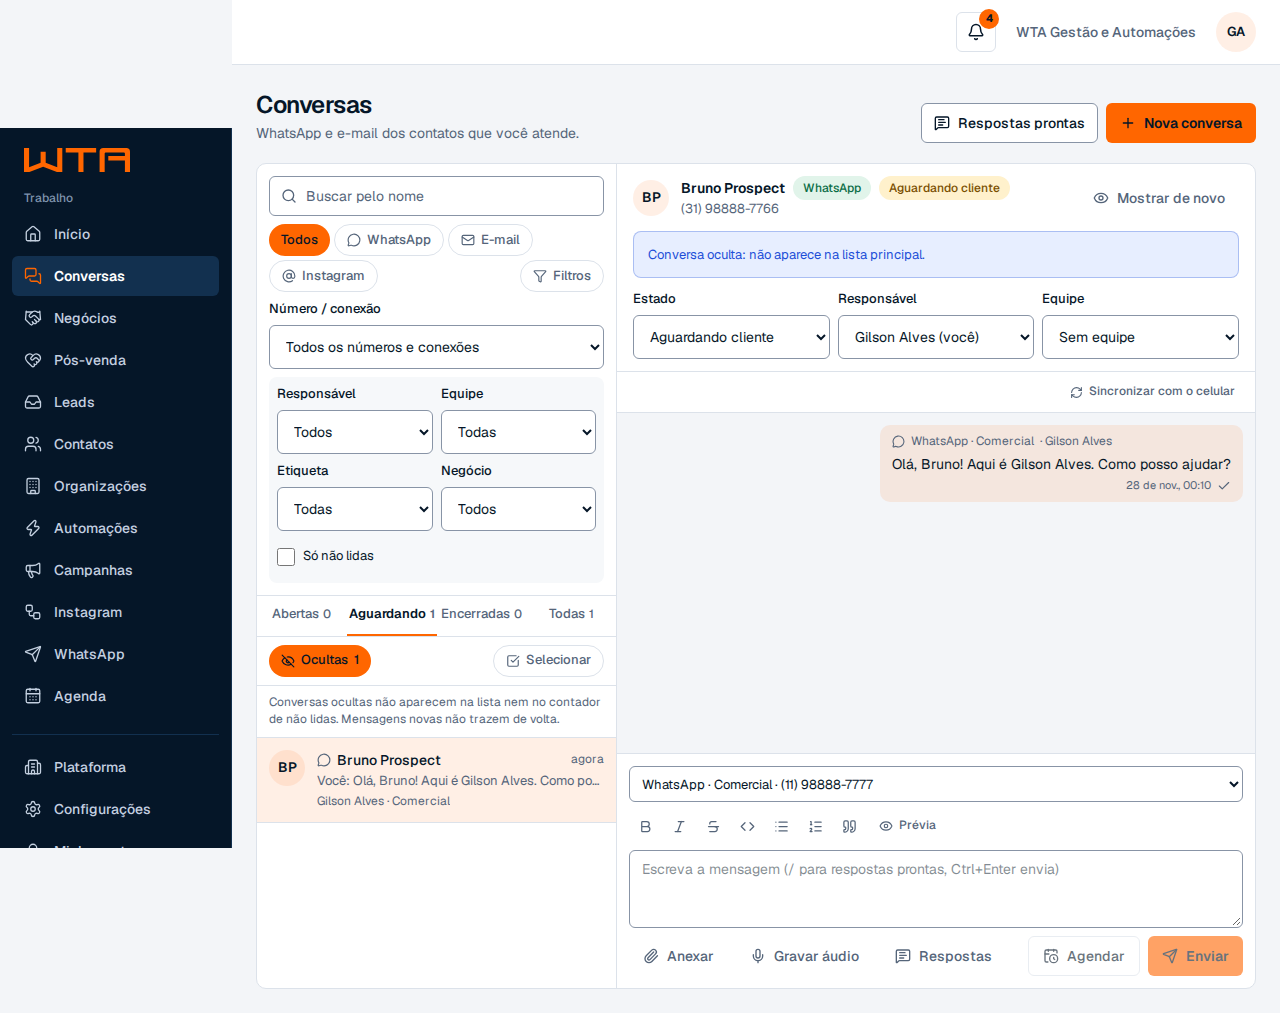 4
WTA Gestão e Automações
GA
WTA
Trabalho
Início
Conversas
Negócios
Pós-venda
Leads
Contatos
Organizações
Automações
Campanhas
Instagram
WhatsApp
Agenda
Plataforma
Configurações
Conversas
WhatsApp e e-mail dos contatos que você atende.
Respostas prontas
Nova conversa
Buscar pelo nome
Todos
WhatsApp
E-mail
Instagram
Filtros
Número / conexão
Todos os números e conexões
Responsável
Equipe
Todos
Todas
Etiqueta
Negócio
Todas
Todos
Só não lidas
Abertas 0
Aguardando 1
Encerradas 0
Todas 1
Ocultas 1
Selecionar
Conversas ocultas não aparecem na lista nem no contador
de não lidas. Mensagens novas não trazem de volta.
BP
Bruno Prospect
agora
Você: Olá, Bruno! Aqui é Gilson Alves. Como po...
Gilson Alves · Comercial
BP
Bruno Prospect
WhatsApp
Aguardando cliente
(31) 98888-7766
Mostrar de novo
Conversa oculta: não aparece na lista principal.
Estado
Responsável
Equipe
Aguardando cliente
Gilson Alves (você)
Sem equipe
Sincronizar com o celular
WhatsApp · Comercial · Gilson Alves
Olá, Bruno! Aqui é Gilson Alves. Como posso ajudar?
28 de nov., 00:10
WhatsApp · Comercial · (11) 98888-7777
Prévia
Escreva a mensagem (/ para respostas prontas, Ctrl+Enter envia)
Anexar
Gravar áudio
Respostas
Agendar
Enviar